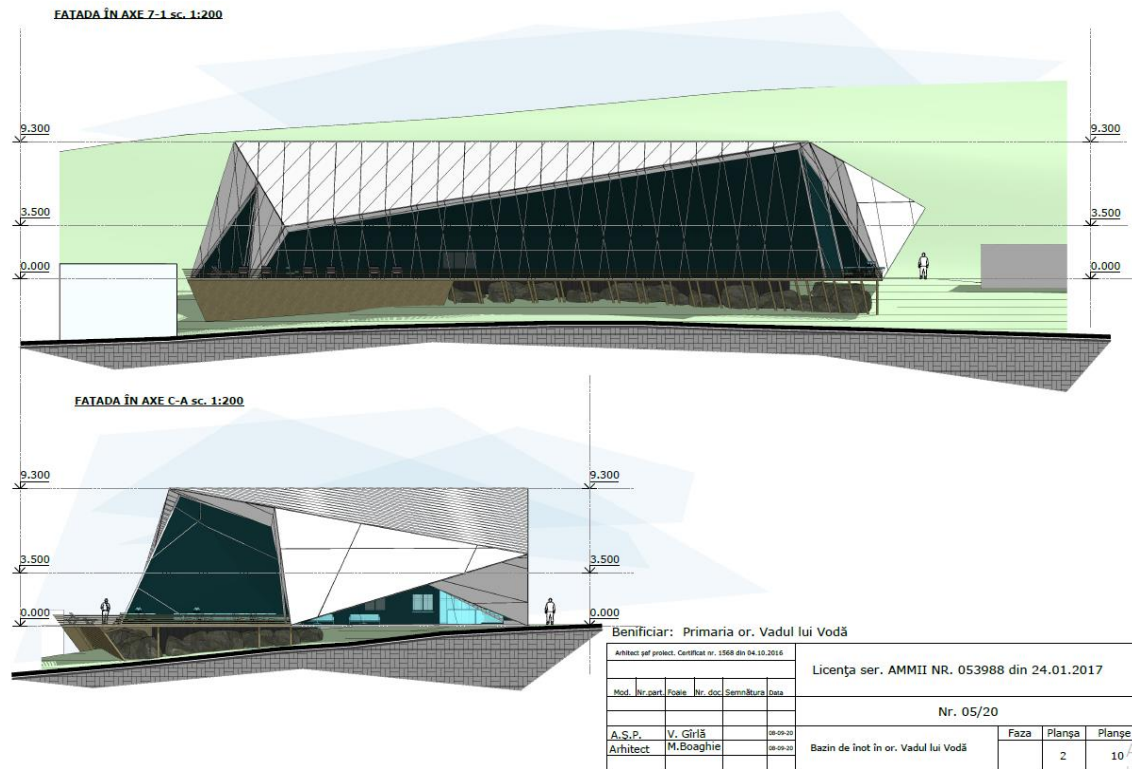 FAȚADA ÎN AXE 7-1 sc. 1:200
9.300 9.300
3.500 3.500
0.000 0.000
FAȚADA ÎN AXE C-A sc. 1:200
9.300 9.300
3.500 3.500
0.000 0.000
Benificiar: Primaria or. Vadul lui Vodă
Arhitect șef proiect. Certificat nr. 1568 din 04.10.2016
Licența ser. AMMII NR. 053988 din 24.01.2017
Mod. Nr.part. Foaie Nr. doc. Semnătura Data
Nr. 05/20
A.Ș.P. V. Gîrlă 08-09-20
Arhitect M.Boaghie 08-09-20
Bazin de înot în or. Vadul lui Vodă
Faza Planșa Planșe
2 10